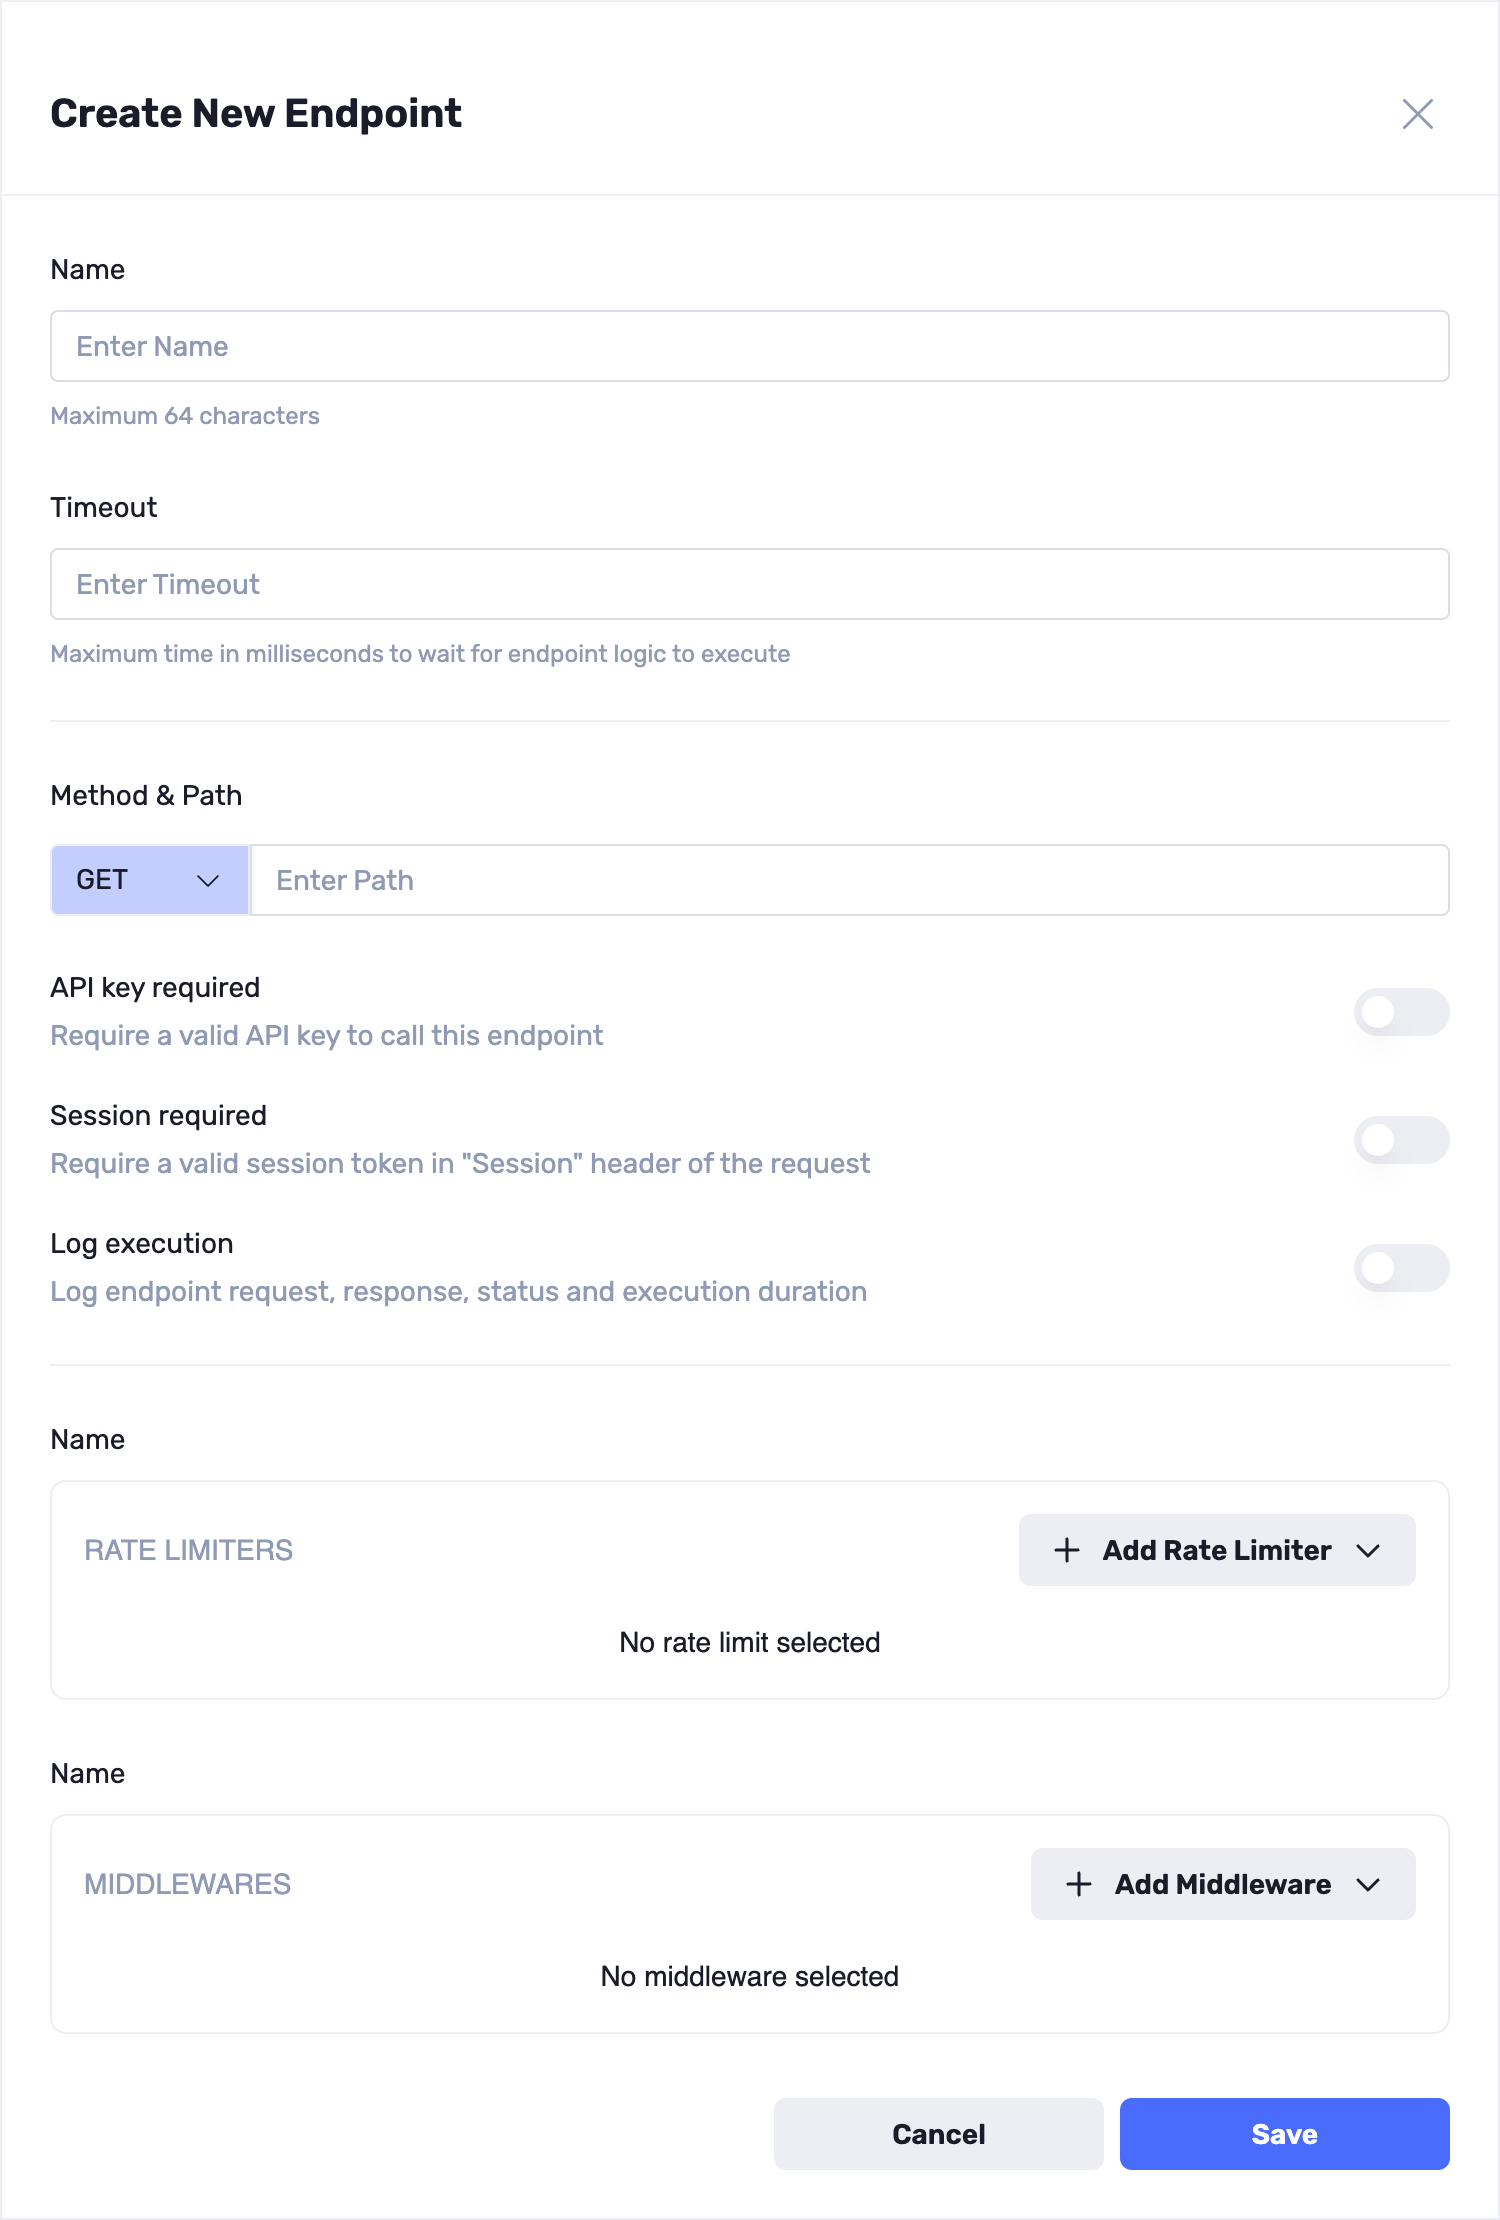 Create New Endpoint
Name
Enter Name
Maximum 64 characters
Timeout
Enter Timeout
Maximum time in milliseconds to wait for endpoint logic to execute
Method & Path
GET
Enter Path
API key required
Require a valid API key to call this endpoint
Session required
Require a valid session token in "Session" header of the request
Log execution
Log endpoint request, response, status and execution duration
Name
RATE LIMITERS
Add Rate Limiter
No rate limit selected
Name
MIDDLEWARES
Add Middleware
No middleware selected
Cancel
Save